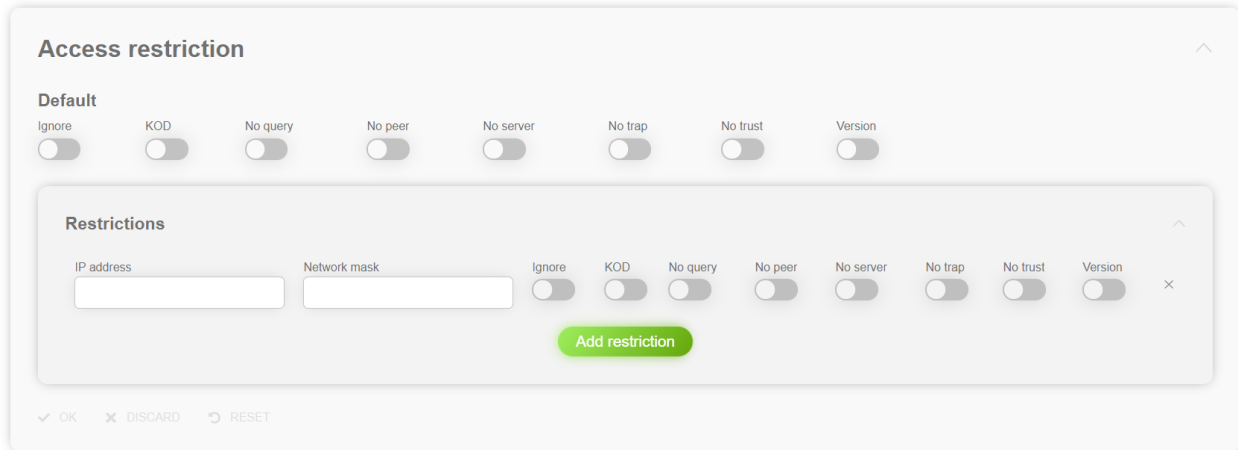 Access restriction
Default
Ignore KOD No query No peer No server No trap No trust Version
Restrictions
IP address Network mask Ignore KOD No query No peer No server No trap No trust Version
Add restriction
OK DISCARD RESET